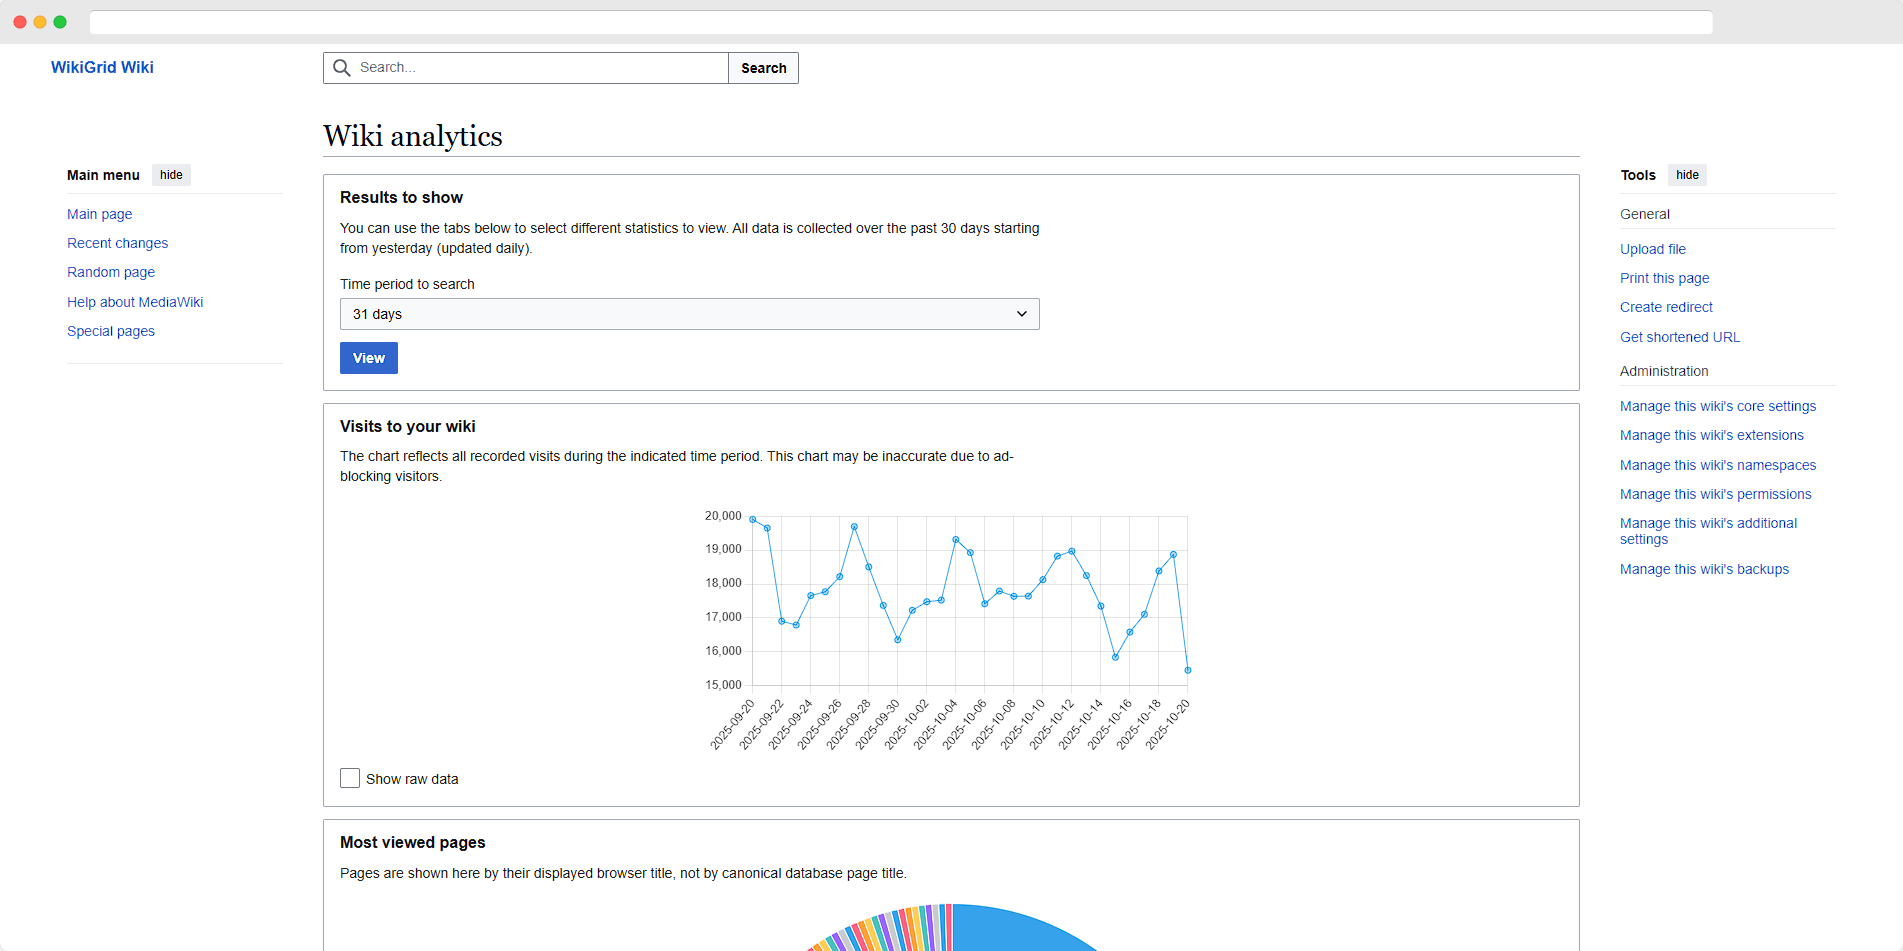 WikiGrid Wiki
Search...
Search
Wiki analytics
Main menu
hide
Main page
Recent changes
Random page
Help about MediaWiki
Special pages
Results to show
You can use the tabs below to select different statistics to view. All data is collected over the past 30 days starting
from yesterday (updated daily).
Time period to search
31 days
View
Visits to your wiki
The chart reflects all recorded visits during the indicated time period. This chart may be inaccurate due to ad-
blocking visitors.
20,000
19,000
18,000
17,000
16,000
15,000
2025-09-20
2025-09-22
2025-09-24
2025-09-26
2025-09-28
2025-09-30
2025-10-02
2025-10-04
2025-10-06
2025-10-08
2025-10-10
2025-10-12
2025-10-14
2025-10-16
2025-10-18
2025-10-20
Show raw data
Most viewed pages
Pages are shown here by their displayed browser title, not by canonical database page title.
Tools
hide
General
Upload file
Print this page
Create redirect
Get shortened URL
Administration
Manage this wiki's core settings
Manage this wiki's extensions
Manage this wiki's namespaces
Manage this wiki's permissions
Manage this wiki's additional
settings
Manage this wiki's backups